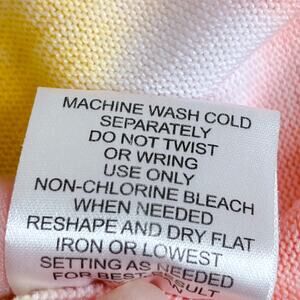 MACHINE WASH COLD
SEPARATELY
DO NOT TWIST
OR WRING
USE ONLY
NON-CHLORINE BLEACH
WHEN NEEDED
RESHAPE AND DRY FLAT
IRON OR LOWEST
SETTING AS NEEDED
FOR BEST RESULT